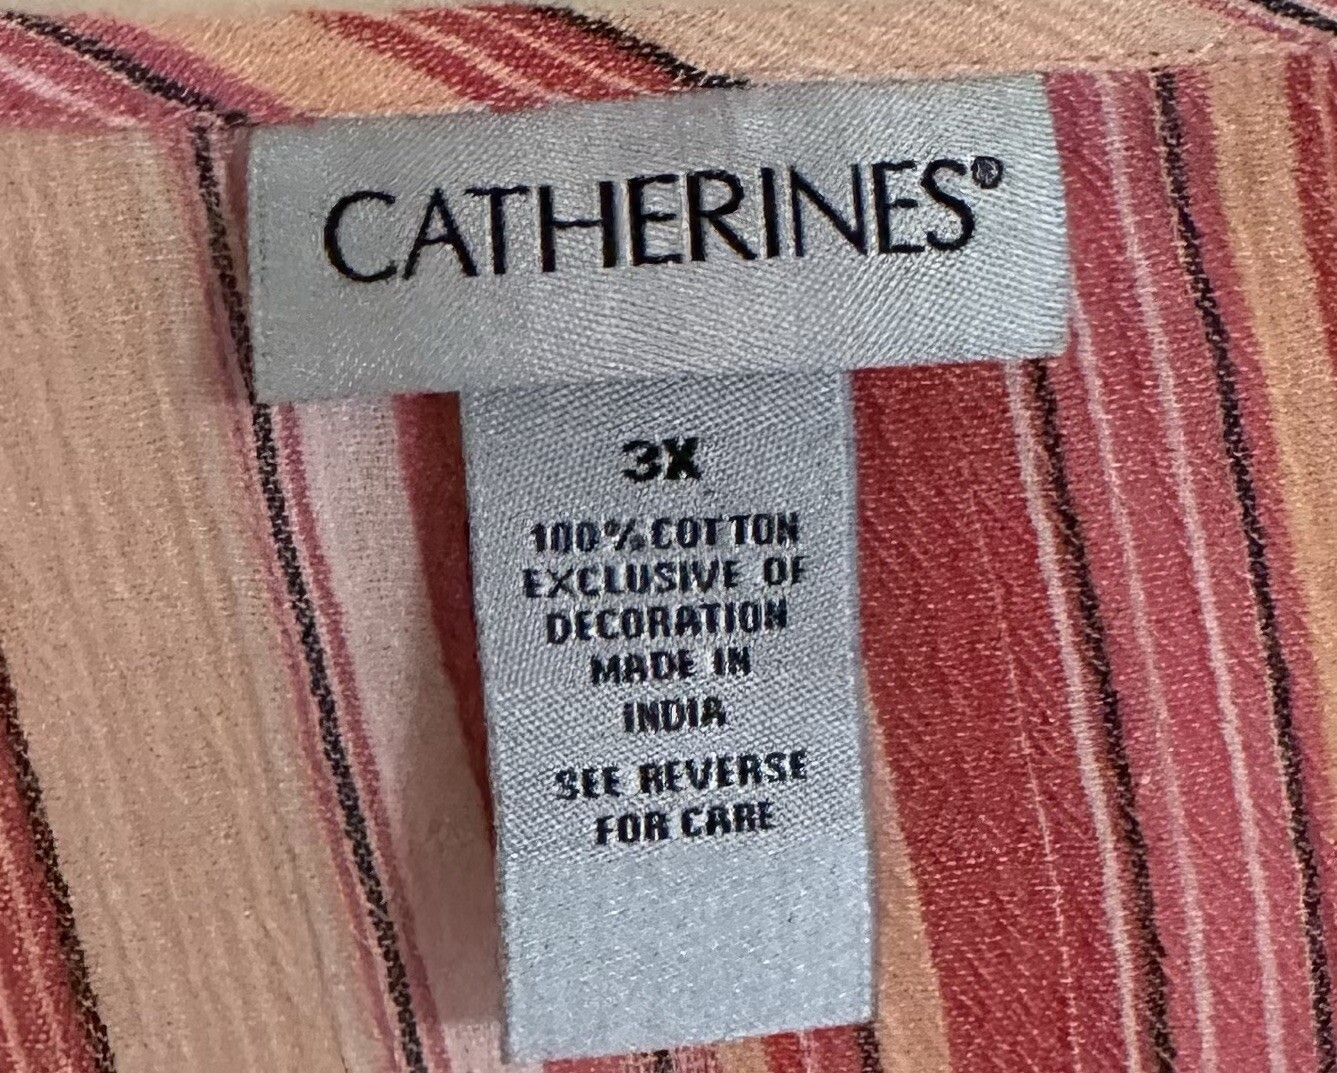 CATHERINES®
3X
100% COTTON
EXCLUSIVE OF
DECORATION
MADE IN
INDIA
SEE REVERSE
FOR CARE